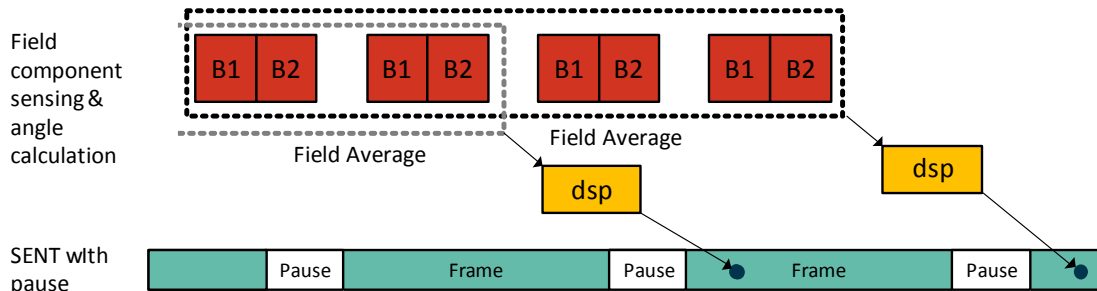 Field
component
sensing &
angle
calculation
B1 B2 B1 B2 B1 B2 B1 B2
Field Average
Field Average
dsp
dsp
SENT with
pause
Pause Frame Pause Frame Pause